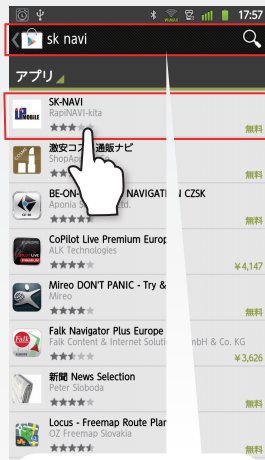 17:57
sk navi
アプリ
SK-NAVI
RapiNAVI-kita
無料
激安コス 通販ナビ
ShopAp
無料
BE-ON- NAVIGATI N CZSK
Aponia td.
無料
CoPilot Live Premium Europ
ALK Technologies
¥4,147
Mireo DON'T PANIC - Try &
Mireo
無料
Falk Navigator Plus Europe
Falk Content & Internet Soluti mbH & Co. KG
¥3,626
新聞 News Selection
Peter Sloboda
無料
Locus - Freemap Route Plar
OZ Freemap Slovakia
無料